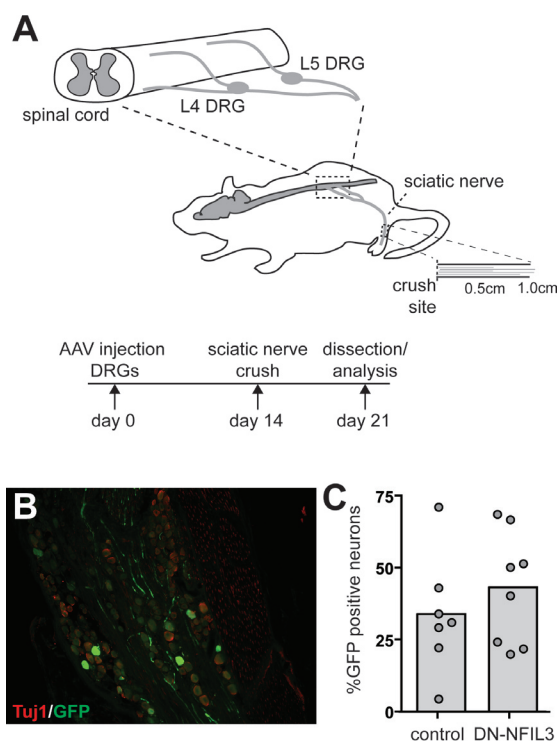 A
L5 DRG
L4 DRG
spinal cord
sciatic nerve
crush
site
0.5cm
1.0cm
AAV injection
DRGs
sciatic nerve
crush
dissection/
analysis
day 0
day 14
day 21
B
Tuj1/GFP
C
%GFP positive neurons
75
50
25
0
control
DN-NFIL3